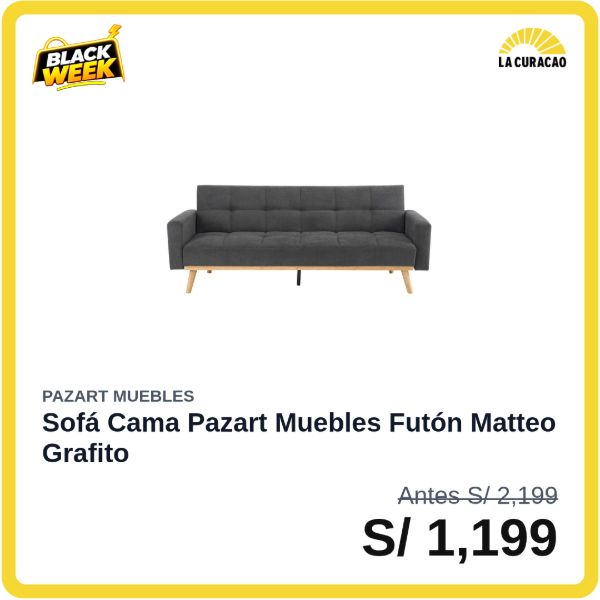 BLACK
WEEK
LA CURACAO
PAZART MUEBLES
Sofá Cama Pazart Muebles Futón Matteo
Grafito
Antes S/ 2,199
S/ 1,199